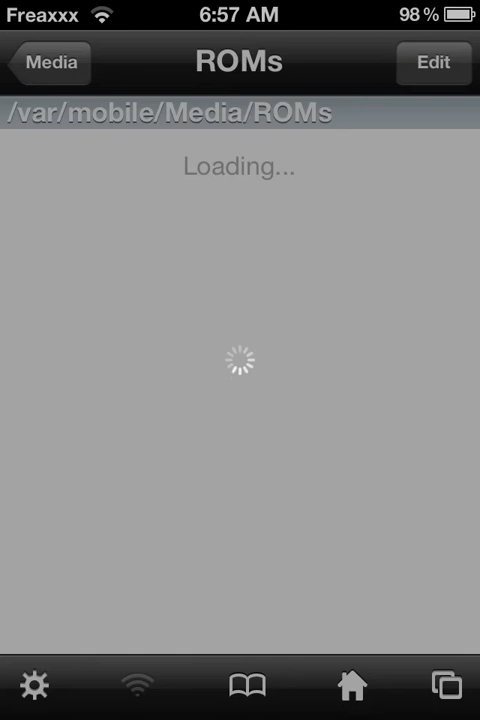 Freaxxx 6:57 AM 98 %
Media ROMs Edit
/var/mobile/Media/ROMs
Loading...